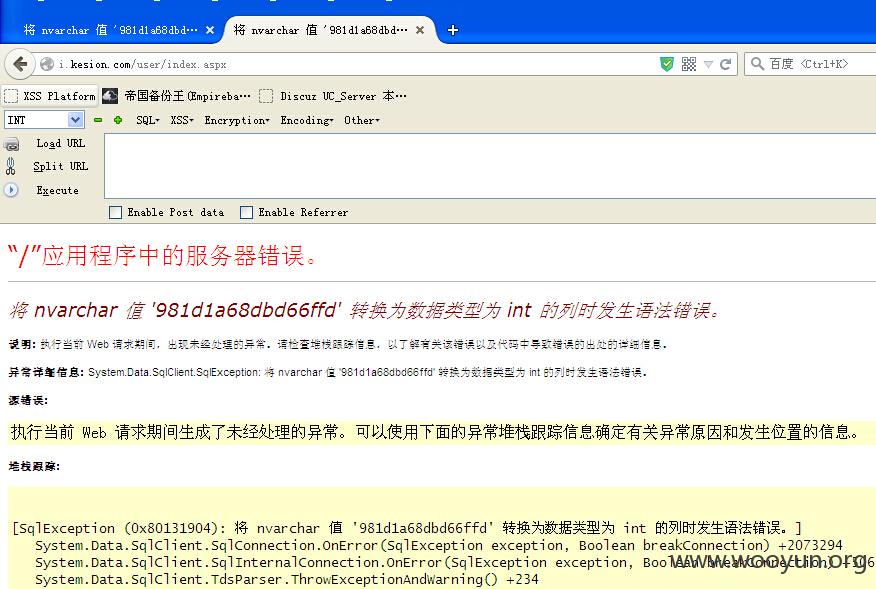 将 nvarchar 值 '981d1a68dbd… × 将 nvarchar 值 '981d1a68dbd… × +
i.kesion.com/user/index.aspx 百度 <Ctrl+K>
XSS Platform 帝国备份王(Empireba… Discuz UC_Server 本…
INT SQL▾ XSS▾ Encryption▾ Encoding▾ Other▾
Load URL
Split URL
Execute
Enable Post data Enable Referrer
“/”应用程序中的服务器错误。
将 nvarchar 值 '981d1a68dbd66ffd' 转换为数据类型为 int 的列时发生语法错误。
说明: 执行当前 Web 请求期间，出现未经处理的异常。请检查堆栈跟踪信息，以了解有关该错误以及代码中导致错误的出处的详细信息。
异常详细信息: System.Data.SqlClient.SqlException: 将 nvarchar 值 '981d1a68dbd66ffd' 转换为数据类型为 int 的列时发生语法错误。
源错误:
执行当前 Web 请求期间生成了未经处理的异常。可以使用下面的异常堆栈跟踪信息确定有关异常原因和发生位置的信息。
堆栈跟踪:
[SqlException (0x80131904): 将 nvarchar 值 '981d1a68dbd66ffd' 转换为数据类型为 int 的列时发生语法错误。]
System.Data.SqlClient.SqlConnection.OnError(SqlException exception, Boolean breakConnection) +2073294
System.Data.SqlClient.SqlInternalConnection.OnError(SqlException exception, Boolean breakConnection)
System.Data.SqlClient.TdsParser.ThrowExceptionAndWarning() +234
www.wooyun.org